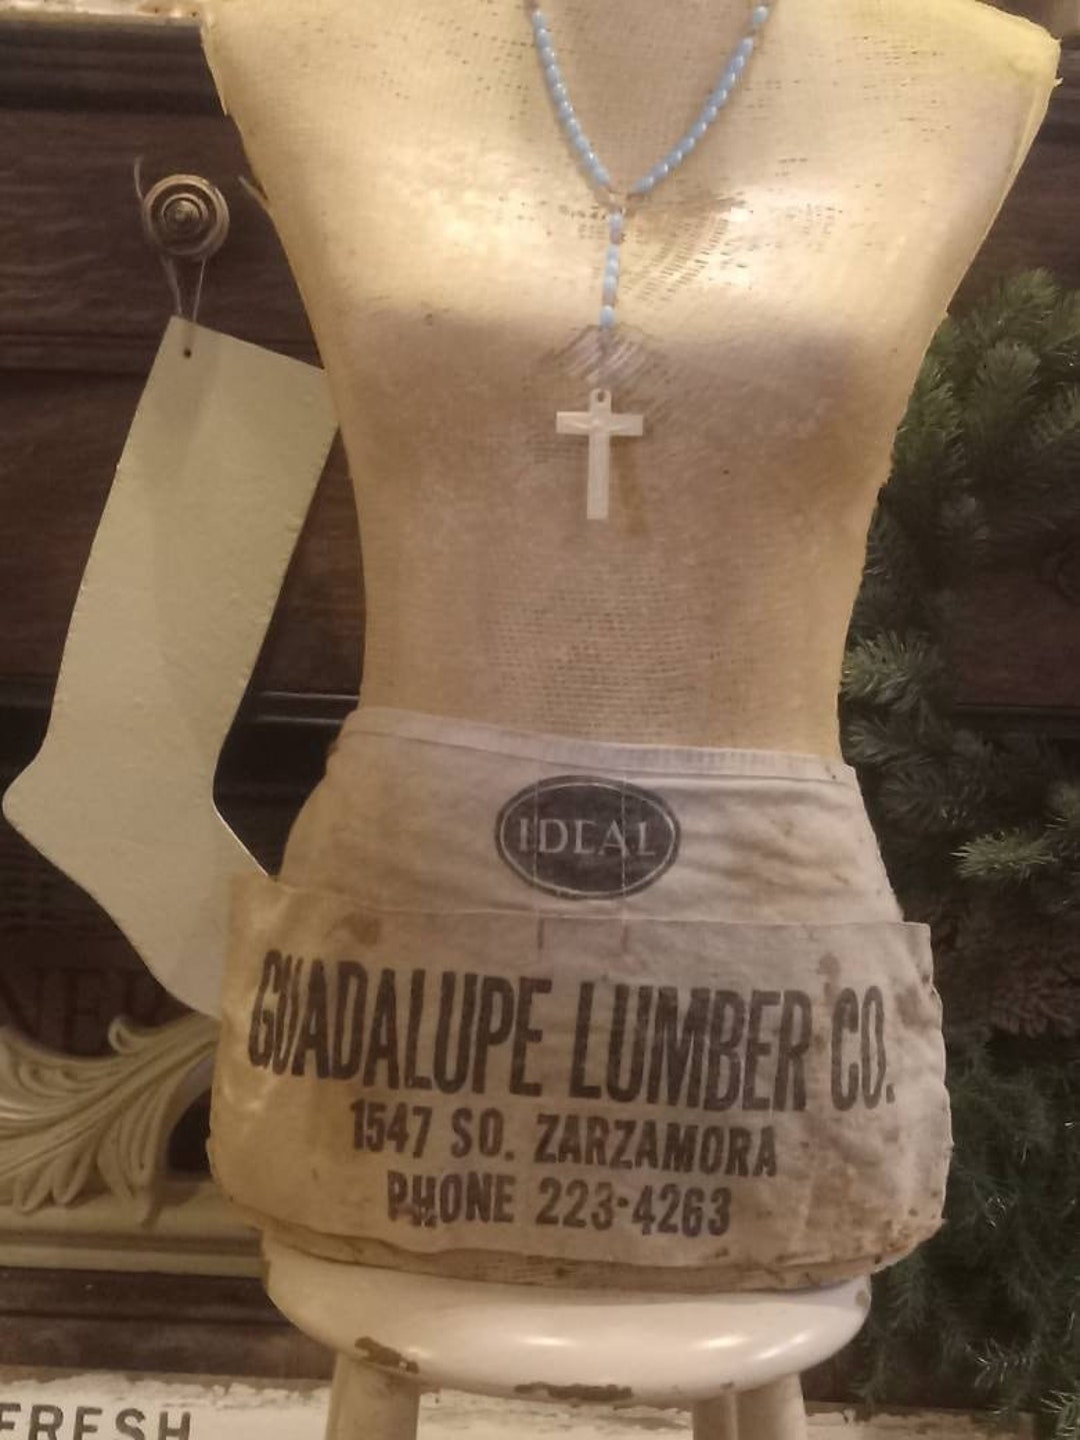 IDEAL
GUADALUPE LUMBER CO.
1547 SO. ZARZAMORA
PHONE 223-4263
FRESH